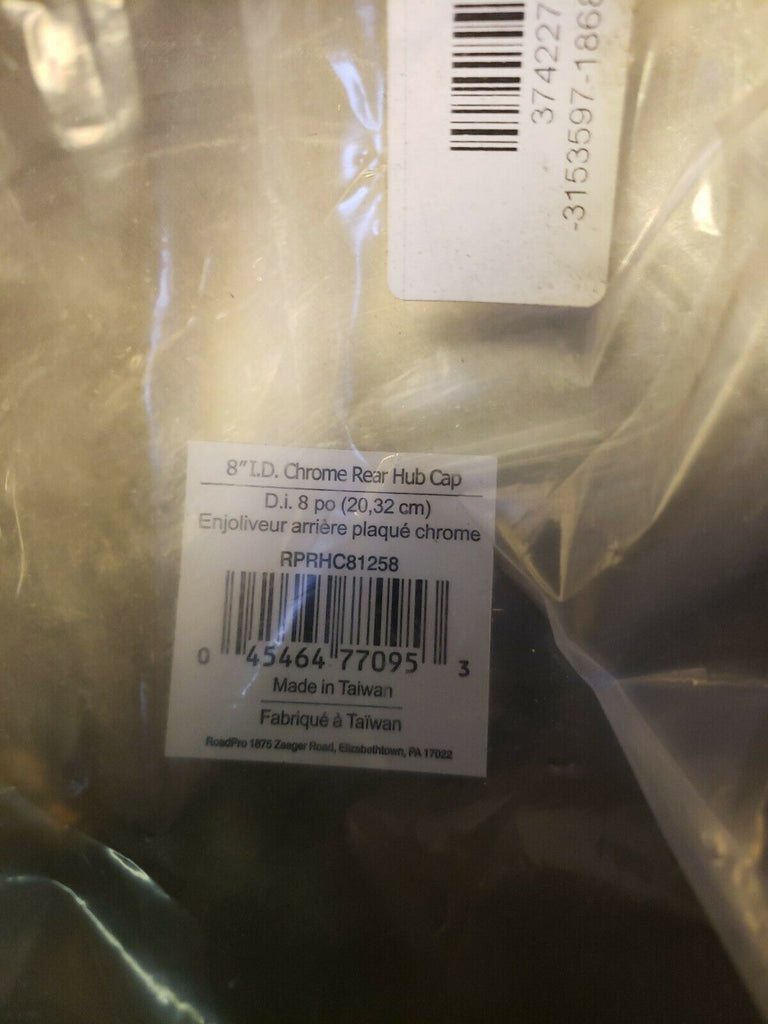 374227
-3153597-1868
8" I.D. Chrome Rear Hub Cap
D.i. 8 po (20,32 cm)
Enjoliveur arrière plaqué chrome
RPRHC81258
0 45464 77095 3
Made in Taiwan
Fabriqué à Taïwan
RoadPro 1875 Zeager Road, Elizabethtown, PA 17022